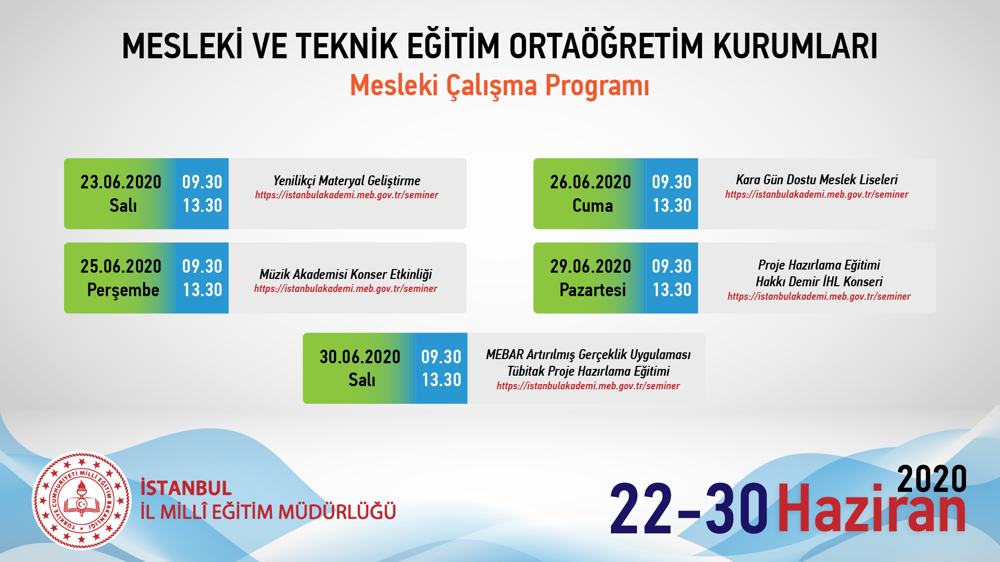 MESLEKİ VE TEKNİK EĞİTİM ORTAÖĞRETİM KURUMLARI
Mesleki Çalışma Programı
23.06.2020 09.30
Salı 13.30
Yenilikçi Materyal Geliştirme
https://istanbulakademi.meb.gov.tr/seminer
26.06.2020 09.30
Cuma 13.30
Kara Gün Dostu Meslek Liseleri
https://istanbulakademi.meb.gov.tr/seminer
25.06.2020 09.30
Perşembe 13.30
Müzik Akademisi Konser Etkinliği
https://istanbulakademi.meb.gov.tr/seminer
29.06.2020 09.30
Pazartesi 13.30
Proje Hazırlama Eğitimi
Hakkı Demir İHL Konseri
https://istanbulakademi.meb.gov.tr/seminer
30.06.2020 09.30
Salı 13.30
MEBAR Artırılmış Gerçeklik Uygulaması
Tübitak Proje Hazırlama Eğitimi
https://istanbulakademi.meb.gov.tr/seminer
TÜRKİYE CUMHURİYETİ MİLLÎ EĞİTİM BAKANLIĞI
İSTANBUL
İL MİLLÎ EĞİTİM MÜDÜRLÜĞÜ
2020
22-30 Haziran